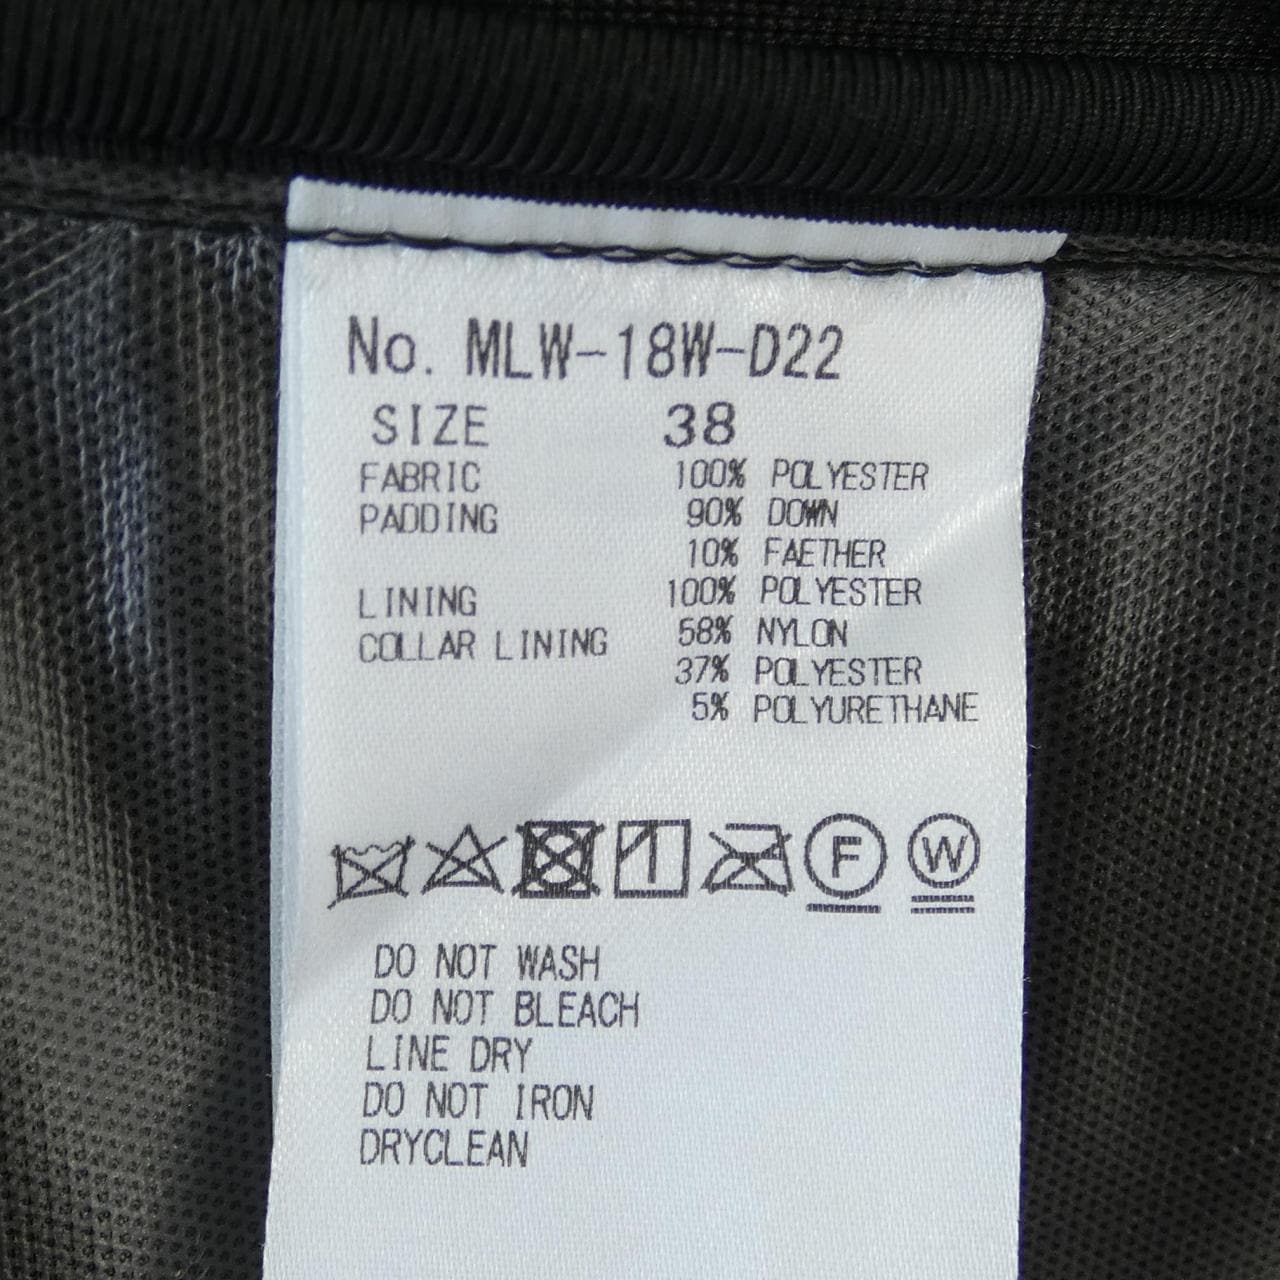 No. MLW-18W-D22
SIZE 38
FABRIC 100% POLYESTER
PADDING 90% DOWN
10% FAETHER
LINING 100% POLYESTER
COLLAR LINING 58% NYLON
37% POLYESTER
5% POLYURETHANE
F W
DO NOT WASH
DO NOT BLEACH
LINE DRY
DO NOT IRON
DRYCLEAN